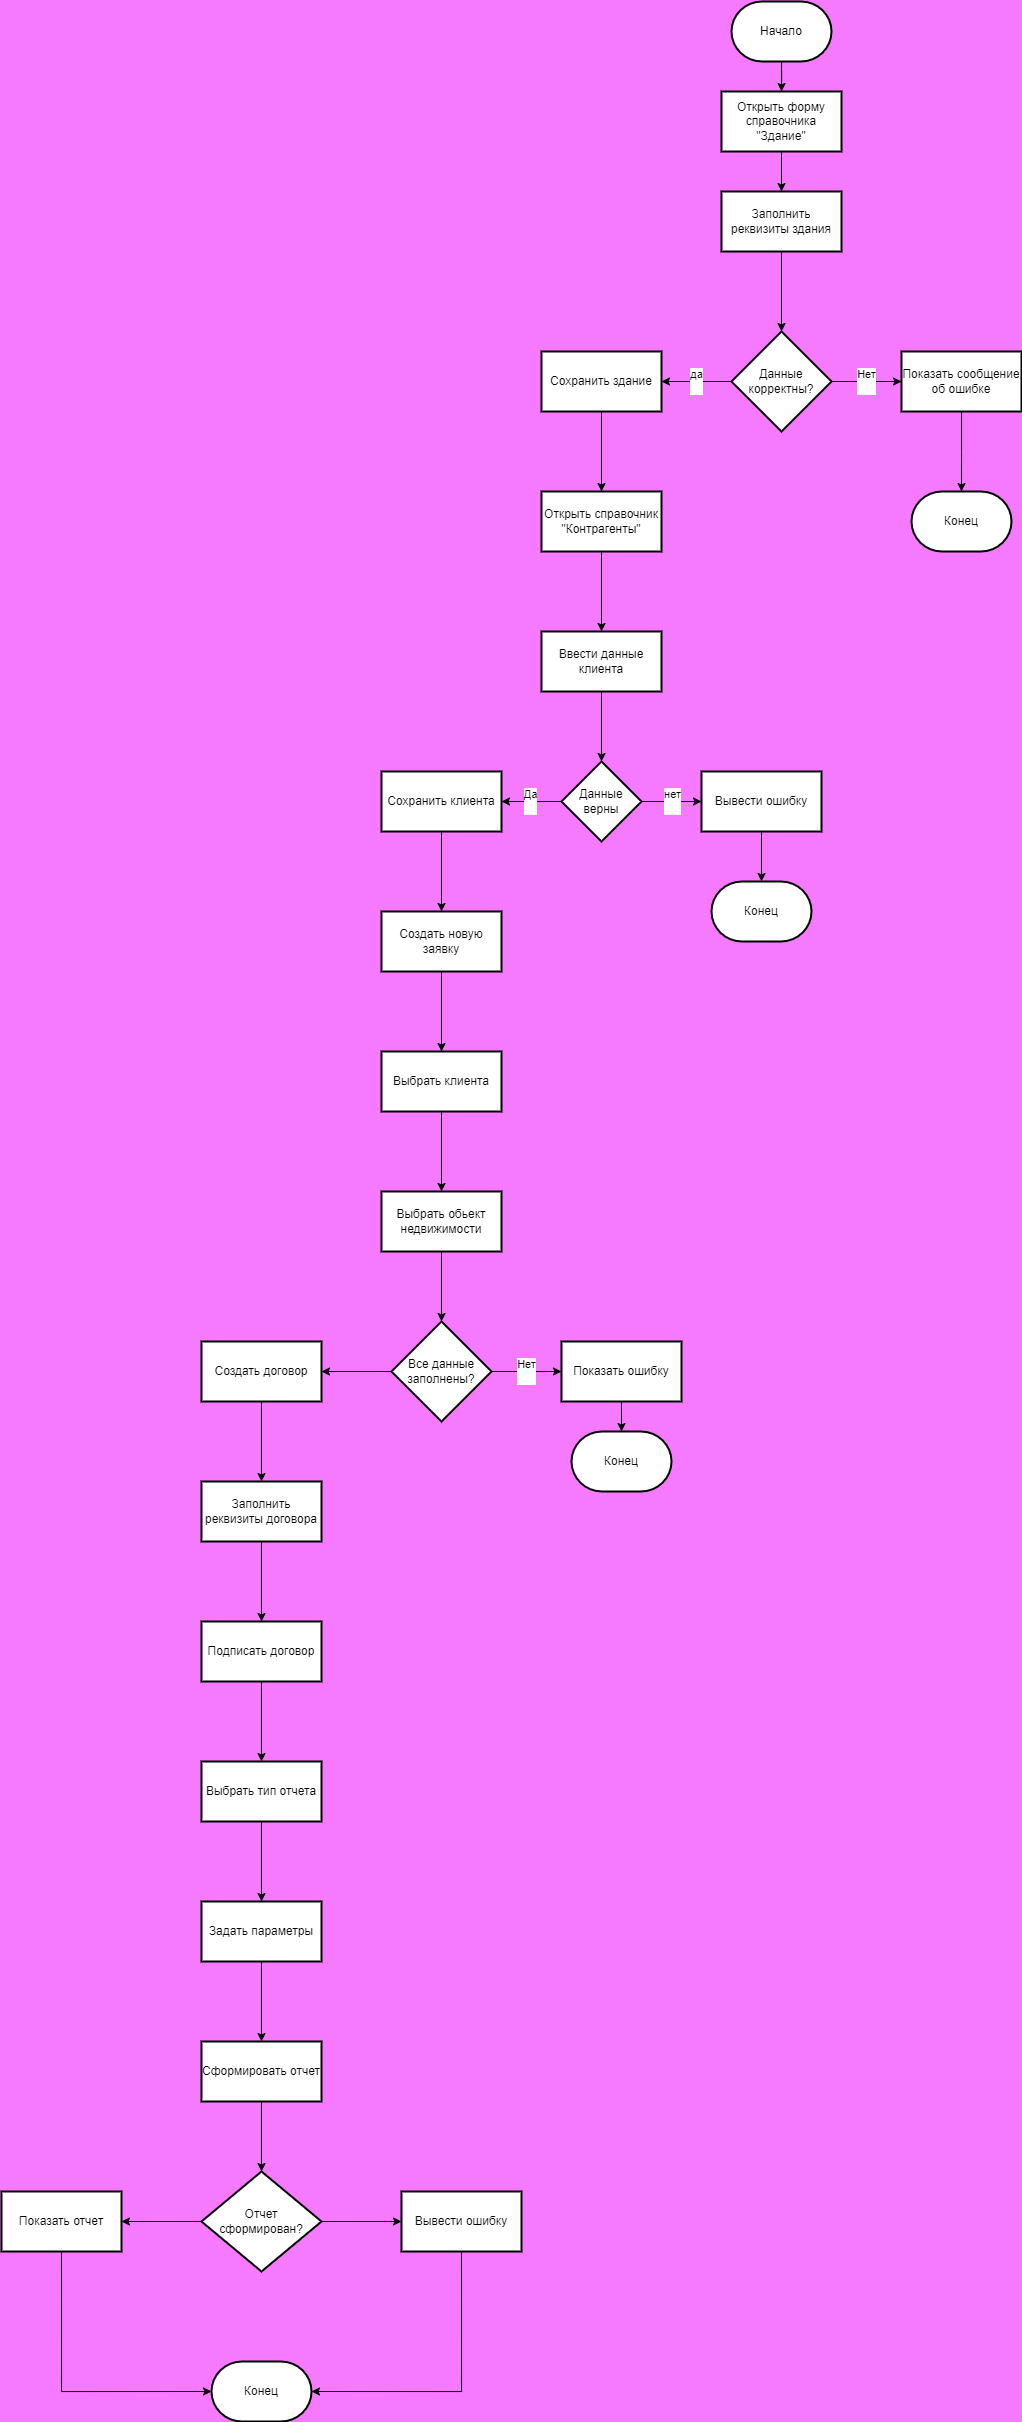 Начало
Открыть форму
справочника
"Здание"
Заполнить
реквизиты здания
Сохранить здание
да
Данные
корректны?
Нет
Показать сообщение
об ошибке
Открыть справочник
"Контрагенты"
Конец
Ввести данные
клиента
Сохранить клиента
Да
Данные
верны
нет
Вывести ошибку
Создать новую
заявку
Конец
Выбрать клиента
Выбрать обьект
недвижимости
Создать договор
Все данные
заполнены?
Нет
Показать ошибку
Конец
Заполнить
реквизиты договора
Подписать договор
Выбрать тип отчета
Задать параметры
Сформировать отчет
Показать отчет
Отчет
сформирован?
Вывести ошибку
Конец